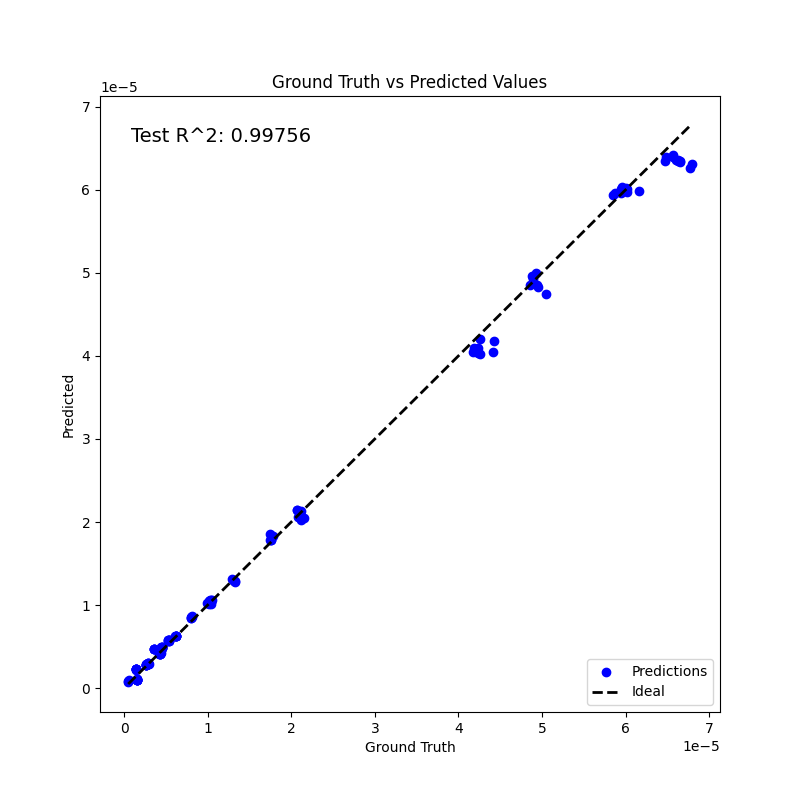 Ground Truth vs Predicted Values
1e−5
Test R^2: 0.99756
7
6
5
4
3
2
1
0
Predicted
Predictions
Ideal
0 1 2 3 4 5 6 7
Ground Truth
1e−5